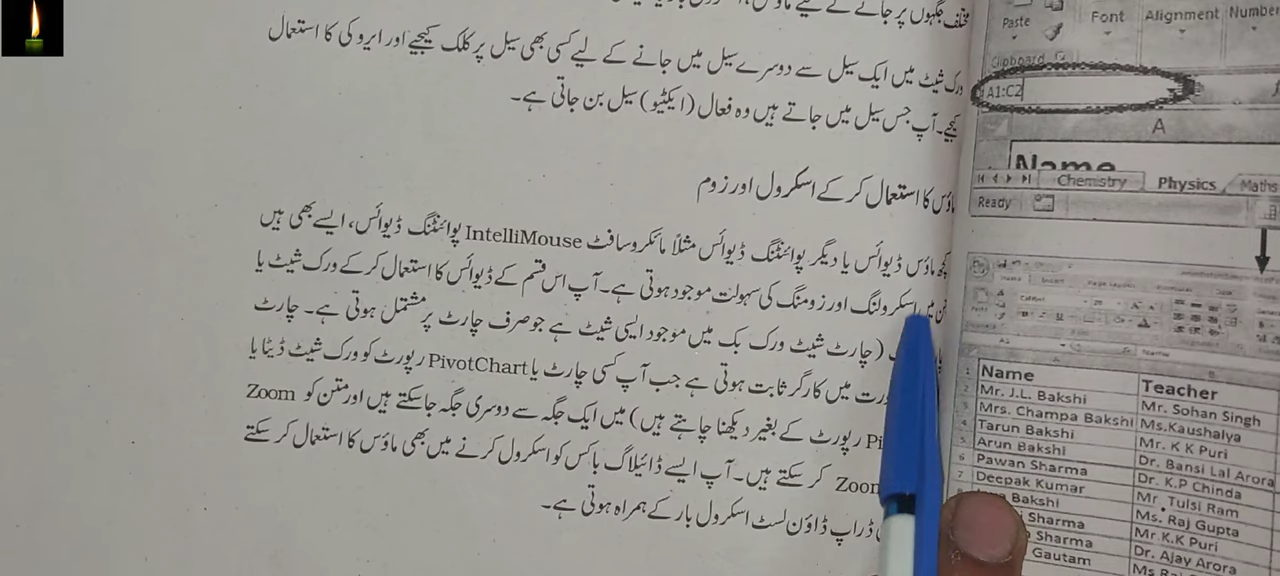 مختلف جگہوں پر جانے کے لیے ماؤس،
ورک شیٹ میں ایک سیل سے دوسرے سیل میں جانے کے لیے کسی بھی سیل پر کلک کیجیے اور ایرو کی کا استعمال
کیجیے۔ آپ جس سیل میں جاتے ہیں وہ فعال (ایکٹیو) سیل بن جاتی ہے۔
ماؤس کا استعمال کر کے اسکرول اور زوم
کچھ ماؤس ڈیوائس یا دیگر پوائنٹنگ ڈیوائس مثلاً مائکروسافٹ IntelliMouse پوائنٹنگ ڈیوائس، ایسے بھی ہیں
جن میں اسکرولنگ اور زومنگ کی سہولت موجود ہوتی ہے۔ آپ اس قسم کے ڈیوائس کا استعمال کر کے ورک شیٹ یا
(چارٹ شیٹ ورک بک میں موجود ایسی شیٹ ہے جو صرف چارٹ پر مشتمل ہوتی ہے۔ چارٹ
میں کارگر ثابت ہوتی ہے جب آپ کسی چارٹ یا PivotChart رپورٹ کو ورک شیٹ ڈیٹا یا
رپورٹ کے بغیر دیکھنا چاہتے ہیں) میں ایک جگہ سے دوسری جگہ جاسکتے ہیں اور متن کو Zoom
کر سکتے ہیں۔ آپ ایسے ڈائیلاگ باکس کو اسکرول کرنے میں بھی ماؤس کا استعمال کر سکتے
ڈراپ ڈاؤن لسٹ اسکرول بار کے ہمراہ ہوتی ہے۔
Paste
Font
Alignment
Number
Clipboard
A1:C2
A
Name
Chemistry
Physics
Maths
Ready
Name
Teacher
Mr. J.L. Bakshi
Mr. Sohan Singh
Mrs. Champa Bakshi
Ms.Kaushalya
Tarun Bakshi
Mr. K K Puri
Arun Bakshi
Dr. Bansi Lal Arora
Pawan Sharma
Dr. K.P Chinda
Deepak Kumar
Mr. Tulsi Ram
Bakshi
Ms. Raj Gupta
Sharma
Mr K.K Puri
Sharma
Dr. Ajay Arora
Gautam